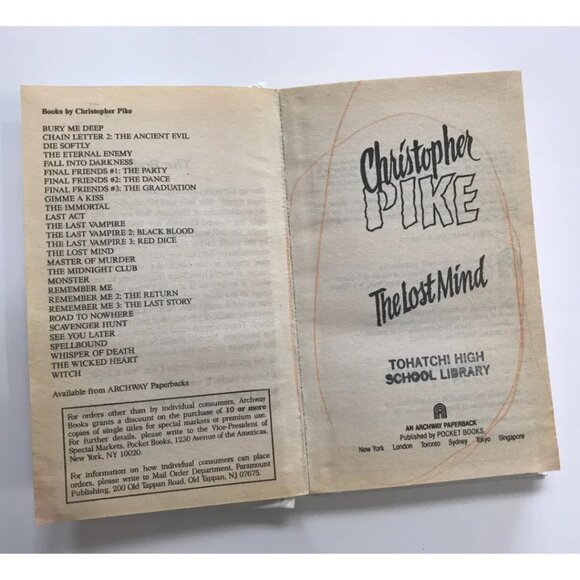 Books by Christopher Pike
BURY ME DEEP
CHAIN LETTER 2: THE ANCIENT EVIL
DIE SOFTLY
THE ETERNAL ENEMY
FALL INTO DARKNESS
FINAL FRIENDS #1: THE PARTY
FINAL FRIENDS #2: THE DANCE
FINAL FRIENDS #3: THE GRADUATION
GIMME A KISS
THE IMMORTAL
LAST ACT
THE LAST VAMPIRE
THE LAST VAMPIRE 2: BLACK BLOOD
THE LAST VAMPIRE 3: RED DICE
THE LOST MIND
MASTER OF MURDER
THE MIDNIGHT CLUB
MONSTER
REMEMBER ME
REMEMBER ME 2: THE RETURN
REMEMBER ME 3: THE LAST STORY
ROAD TO NOWHERE
SCAVENGER HUNT
SEE YOU LATER
SPELLBOUND
WHISPER OF DEATH
THE WICKED HEART
WITCH
Available from ARCHWAY Paperbacks
For orders other than by individual consumers, Archway
Books grants a discount on the purchase of 10 or more
copies of single titles for special markets or premium use.
For further details, please write to the Vice-President of
Special Markets, Pocket Books, 1230 Avenue of the Americas,
New York, NY 10020.
For information on how individual consumers can place
orders, please write to Mail Order Department, Paramount
Publishing, 200 Old Tappan Road, Old Tappan, NJ 07675.
Christopher
PIKE
The Lost Mind
TOHATCHI HIGH
SCHOOL LIBRARY
AN ARCHWAY PAPERBACK
Published by POCKET BOOKS
New York London Toronto Sydney Tokyo Singapore